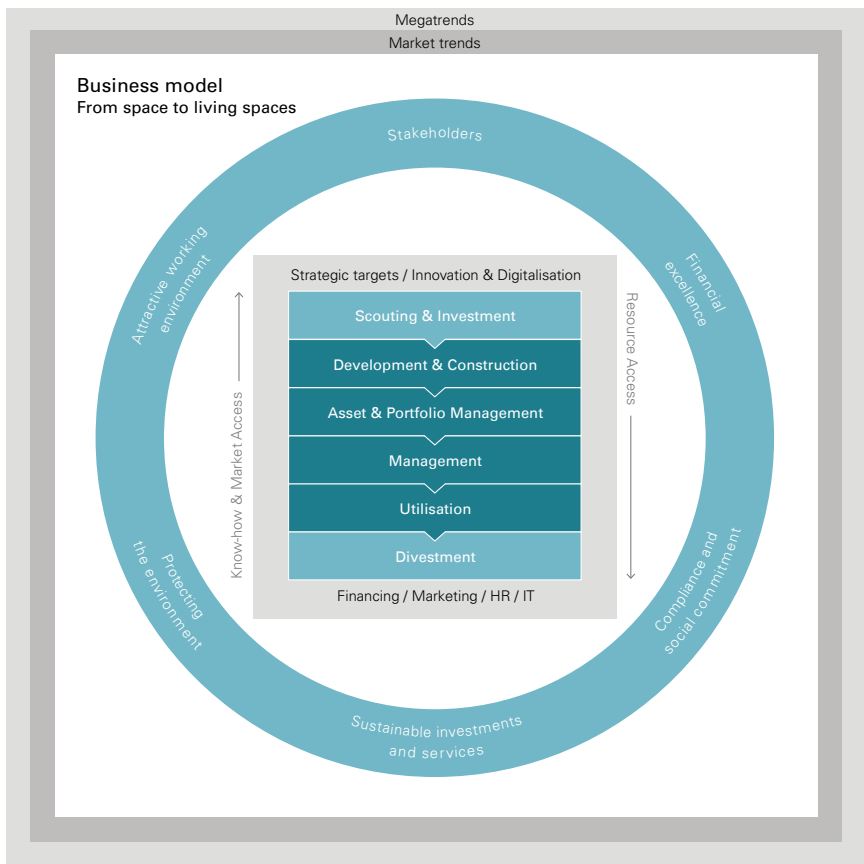 Megatrends
Market trends
Business model
From space to living spaces
Stakeholders
Attractive working
environment
Financial
excellence
Strategic targets / Innovation & Digitalisation
Scouting & Investment
Development & Construction
Asset & Portfolio Management
Management
Utilisation
Divestment
Financing / Marketing / HR / IT
Know-how & Market Access
Resource Access
Protecting
the environment
Compliance and
social commitment
Sustainable investments
and services